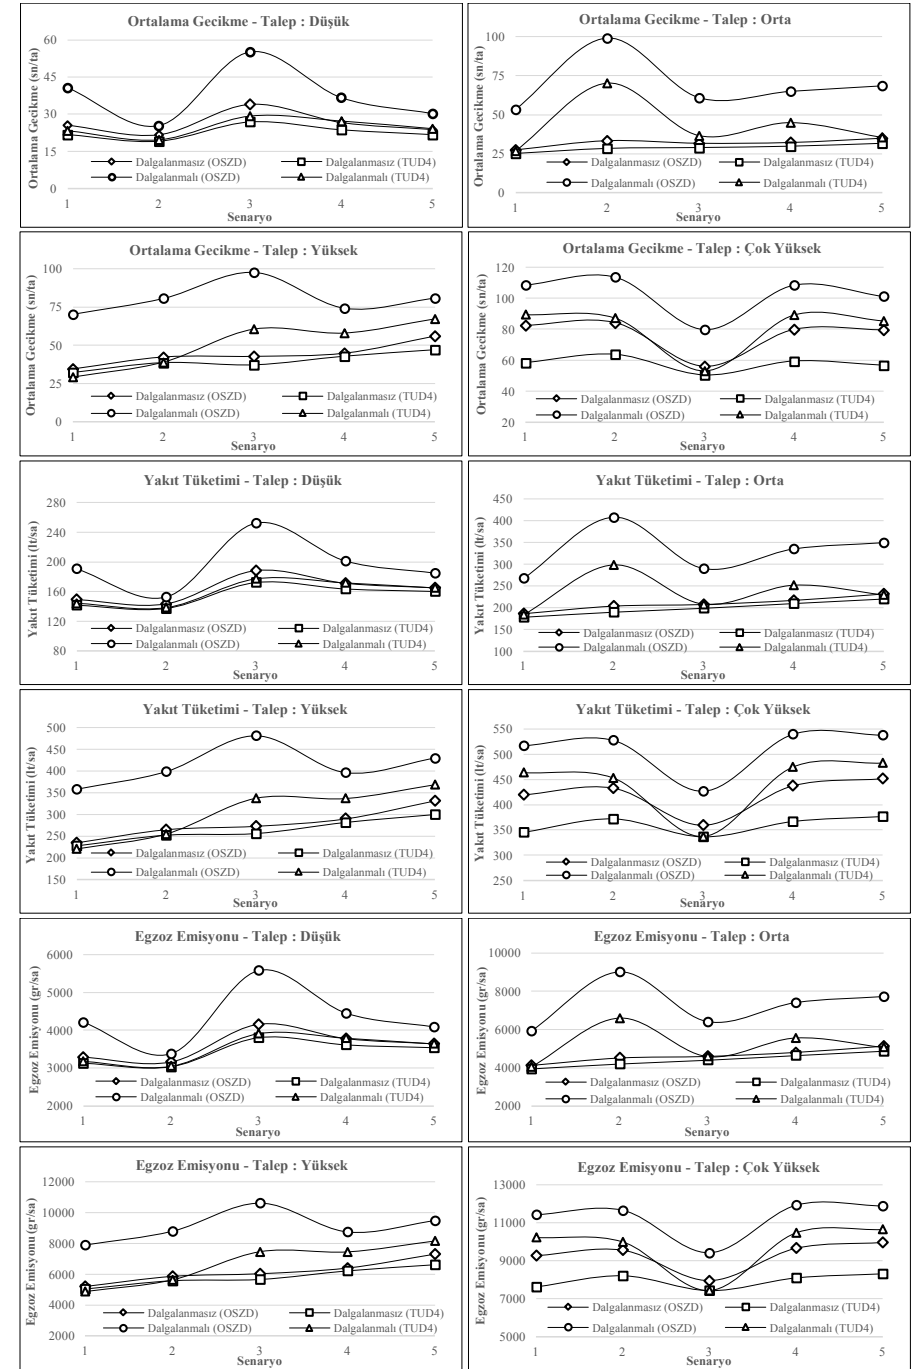 Ortalama Gecikme - Talep : Düşük
Ortalama Gecikme (sn/ta)
60
45
30
15
0
Dalgalanmasız (OSZD)
Dalgalanmasız (TUD4)
Dalgalanmalı (OSZD)
Dalgalanmalı (TUD4)
1 2 3 4 5
Senaryo
Ortalama Gecikme - Talep : Orta
Ortalama Gecikme (sn/ta)
100
75
50
25
0
Dalgalanmasız (OSZD)
Dalgalanmasız (TUD4)
Dalgalanmalı (OSZD)
Dalgalanmalı (TUD4)
1 2 3 4 5
Senaryo
Ortalama Gecikme - Talep : Yüksek
Ortalama Gecikme (sn/ta)
100
75
50
25
0
Dalgalanmasız (OSZD)
Dalgalanmasız (TUD4)
Dalgalanmalı (OSZD)
Dalgalanmalı (TUD4)
1 2 3 4 5
Senaryo
Ortalama Gecikme - Talep : Çok Yüksek
Ortalama Gecikme (sn/ta)
120
100
80
60
40
20
Dalgalanmasız (OSZD)
Dalgalanmasız (TUD4)
Dalgalanmalı (OSZD)
Dalgalanmalı (TUD4)
1 2 3 4 5
Senaryo
Yakıt Tüketimi - Talep : Düşük
Yakıt Tüketimi (lt/sa)
280
240
200
160
120
80
Dalgalanmasız (OSZD)
Dalgalanmasız (TUD4)
Dalgalanmalı (OSZD)
Dalgalanmalı (TUD4)
1 2 3 4 5
Senaryo
Yakıt Tüketimi - Talep : Orta
Yakıt Tüketimi (lt/sa)
450
400
350
300
250
200
150
100
Dalgalanmasız (OSZD)
Dalgalanmasız (TUD4)
Dalgalanmalı (OSZD)
Dalgalanmalı (TUD4)
1 2 3 4 5
Senaryo
Yakıt Tüketimi - Talep : Yüksek
Yakıt Tüketimi (lt/sa)
500
450
400
350
300
250
200
150
Dalgalanmasız (OSZD)
Dalgalanmasız (TUD4)
Dalgalanmalı (OSZD)
Dalgalanmalı (TUD4)
1 2 3 4 5
Senaryo
Yakıt Tüketimi - Talep : Çok Yüksek
Yakıt Tüketimi (lt/sa)
550
500
450
400
350
300
250
Dalgalanmasız (OSZD)
Dalgalanmasız (TUD4)
Dalgalanmalı (OSZD)
Dalgalanmalı (TUD4)
1 2 3 4 5
Senaryo
Egzoz Emisyonu - Talep : Düşük
Egzoz Emisyonu (gr/sa)
6000
5000
4000
3000
2000
Dalgalanmasız (OSZD)
Dalgalanmasız (TUD4)
Dalgalanmalı (OSZD)
Dalgalanmalı (TUD4)
1 2 3 4 5
Senaryo
Egzoz Emisyonu - Talep : Orta
Egzoz Emisyonu (gr/sa)
10000
8000
6000
4000
2000
Dalgalanmasız (OSZD)
Dalgalanmasız (TUD4)
Dalgalanmalı (OSZD)
Dalgalanmalı (TUD4)
1 2 3 4 5
Senaryo
Egzoz Emisyonu - Talep : Yüksek
Egzoz Emisyonu (gr/sa)
12000
10000
8000
6000
4000
2000
Dalgalanmasız (OSZD)
Dalgalanmasız (TUD4)
Dalgalanmalı (OSZD)
Dalgalanmalı (TUD4)
1 2 3 4 5
Senaryo
Egzoz Emisyonu - Talep : Çok Yüksek
Egzoz Emisyonu (gr/sa)
13000
11000
9000
7000
5000
Dalgalanmasız (OSZD)
Dalgalanmasız (TUD4)
Dalgalanmalı (OSZD)
Dalgalanmalı (TUD4)
1 2 3 4 5
Senaryo